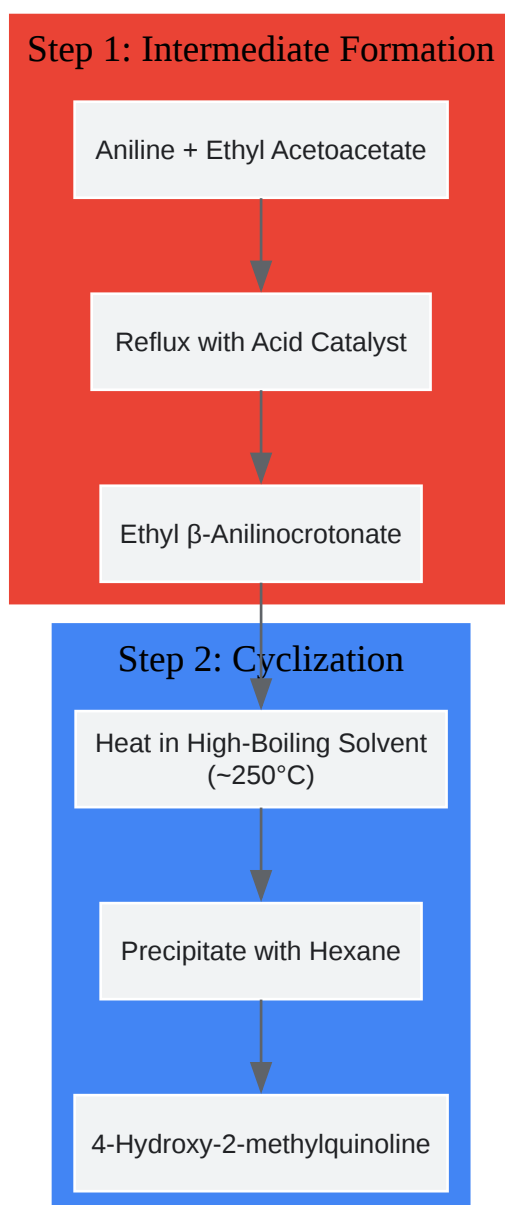 Step 1: Intermediate Formation
Aniline + Ethyl Acetoacetate
Reflux with Acid Catalyst
Ethyl β-Anilinocrotonate
Step 2: Cyclization
Heat in High-Boiling Solvent
(~250°C)
Precipitate with Hexane
4-Hydroxy-2-methylquinoline